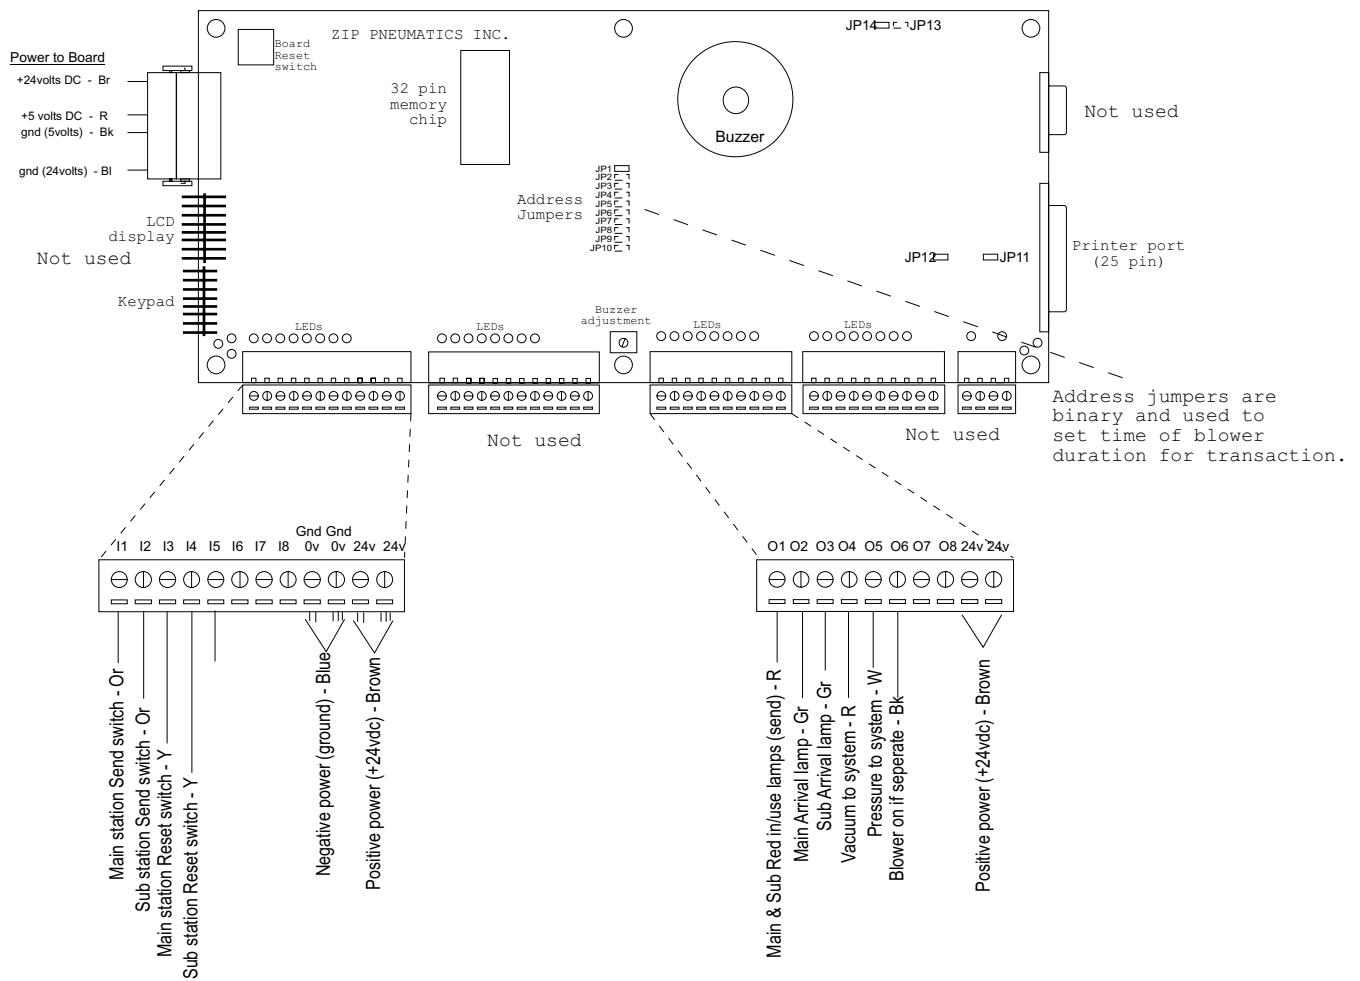 ZIP PNEUMATICS INC.
JP14
JP13
Board
Reset
switch
Power to Board
+24volts DC - Br
+5 volts DC - R
gnd (5volts) - Bk
gnd (24volts) - Bl
32 pin
memory
chip
Buzzer
Not used
JP1
JP2
JP3
JP4
JP5
JP6
JP7
JP8
JP9
JP10
Address
Jumpers
LCD
display
Not used
Keypad
JP12
JP11
Printer port
(25 pin)
LEDs
LEDs
Buzzer
adjustment
LEDs
LEDs
Not used
Not used
Address jumpers are
binary and used to
set time of blower
duration for transaction.
Gnd Gnd
I1 I2 I3 I4 I5 I6 I7 I8 0v 0v 24v 24v
O1 O2 O3 O4 O5 O6 O7 O8 24v 24v
Main station Send switch - Or
Sub station Send switch - Or
Main station Reset switch - Y
Sub station Reset switch - Y
Negative power (ground) - Blue
Positive power (+24vdc) - Brown
Main & Sub Red in/use lamps (send) - R
Main Arrival lamp - Gr
Sub Arrival lamp - Gr
Vacuum to system - R
Pressure to system - W
Blower on if seperate - Bk
Positive power (+24vdc) - Brown